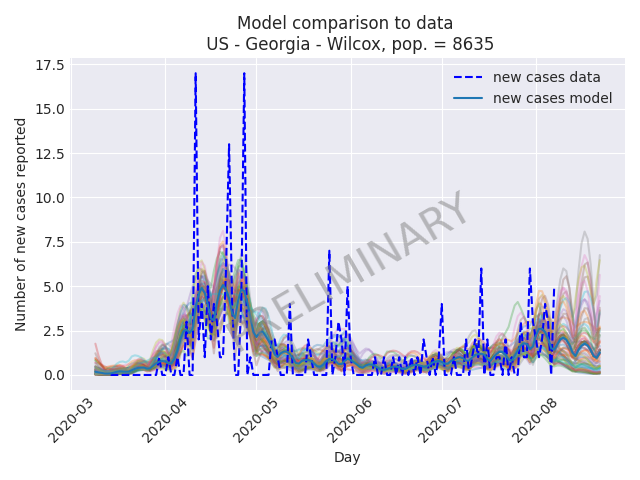 Model comparison to data
US - Georgia - Wilcox, pop. = 8635
17.5
15.0
12.5
10.0
7.5
5.0
2.5
0.0
Number of new cases reported
new cases data
new cases model
PRELIMINARY
2020-03
2020-04
2020-05
2020-06
2020-07
2020-08
Day